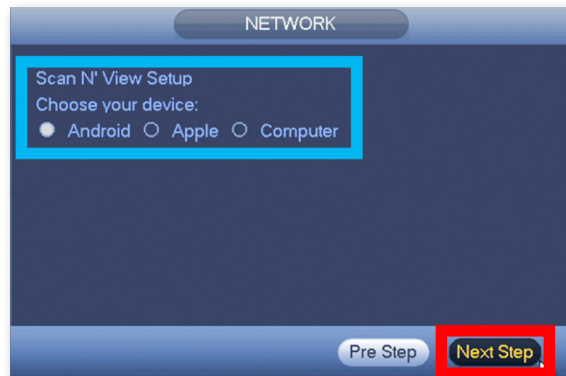 NETWORK
Scan N' View Setup
Choose your device:
Android Apple Computer
Pre Step Next Step